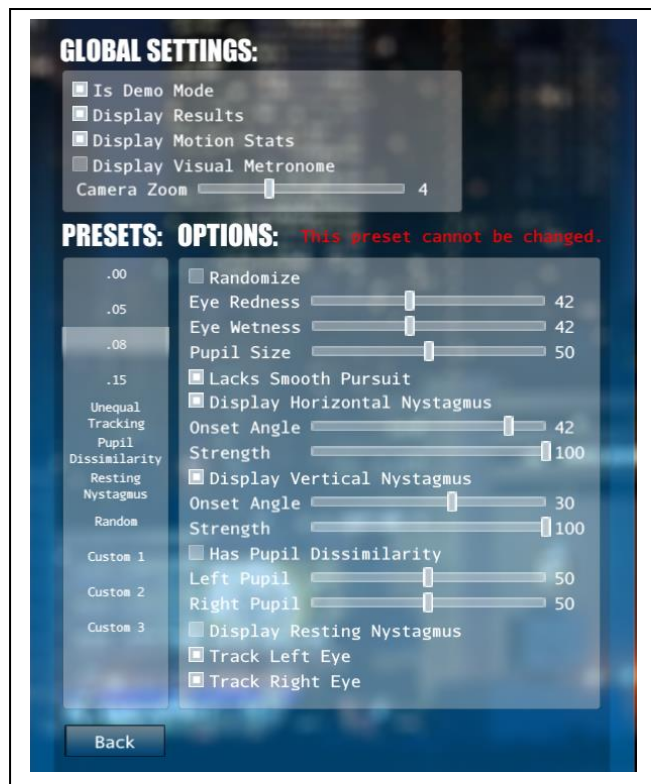 GLOBAL SETTINGS:
Is Demo Mode
Display Results
Display Motion Stats
Display Visual Metronome
Camera Zoom 4
PRESETS: OPTIONS: This preset cannot be changed.
.00
.05
.08
.15
Unequal
Tracking
Pupil
Dissimilarity
Resting
Nystagmus
Random
Custom 1
Custom 2
Custom 3
Randomize
Eye Redness 42
Eye Wetness 42
Pupil Size 50
Lacks Smooth Pursuit
Display Horizontal Nystagmus
Onset Angle 42
Strength 100
Display Vertical Nystagmus
Onset Angle 30
Strength 100
Has Pupil Dissimilarity
Left Pupil 50
Right Pupil 50
Display Resting Nystagmus
Track Left Eye
Track Right Eye
Back